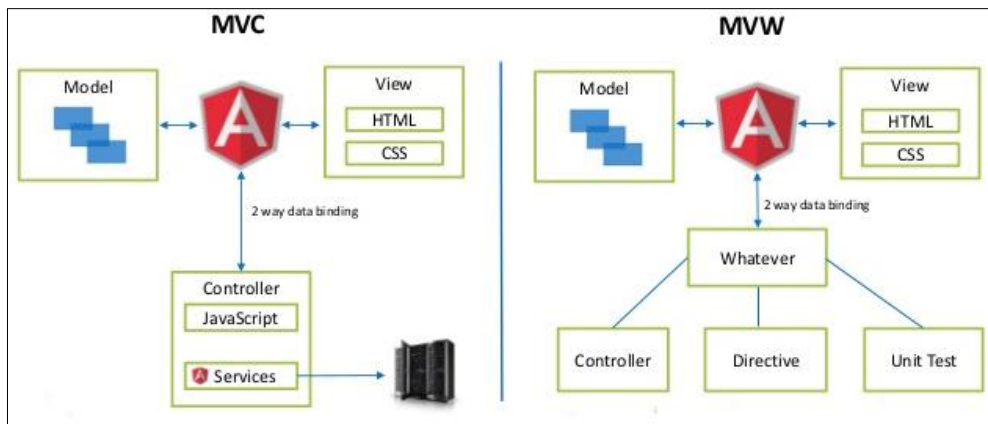 MVC
Model
View
HTML
CSS
2 way data binding
Controller
JavaScript
Services
MVW
Model
View
HTML
CSS
2 way data binding
Whatever
Controller
Directive
Unit Test